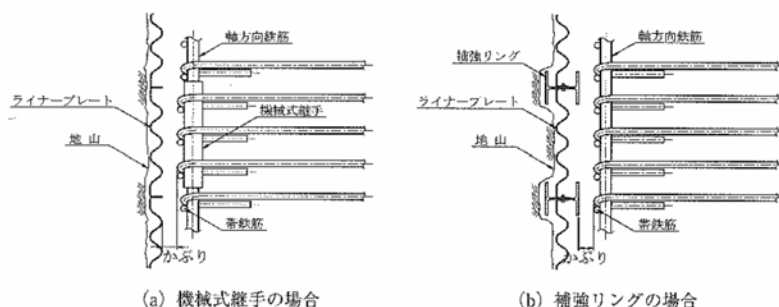 軸方向鉄筋
ライナープレート
機械式継手
地山
帯鉄筋
かぶり
(a) 機械式継手の場合
軸方向鉄筋
補強リング
ライナープレート
地山
帯鉄筋
かぶり
(b) 補強リングの場合